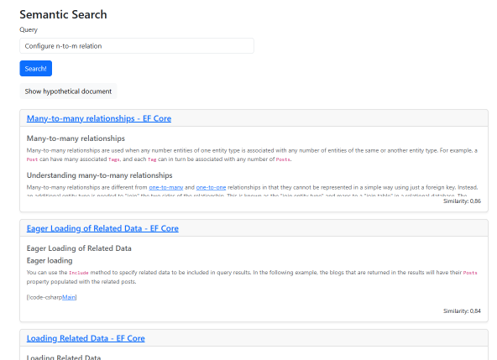 Semantic Search
Query
Configure n-to-m relation
Search!
Show hypothetical document
Many-to-many relationships - EF Core
Many-to-many relationships
Many-to-many relationships are used when any number entities of one entity type is associated with any number of entities of the same or another entity type. For example, a
Post can have many associated Tags, and each Tag can in turn be associated with any number of Posts.
Understanding many-to-many relationships
Many-to-many relationships are different from one-to-many and one-to-one relationships in that they cannot be represented in a simple way using just a foreign key. Instead,
Similarity: 0.86
Eager Loading of Related Data - EF Core
Eager Loading of Related Data
Eager loading
You can use the Include method to specify related data to be included in query results. In the following example, the blogs that are returned in the results will have their Posts
property populated with the related posts.
[!code-csharpMain]
Similarity: 0.84
Loading Related Data - EF Core
Loading Related Data